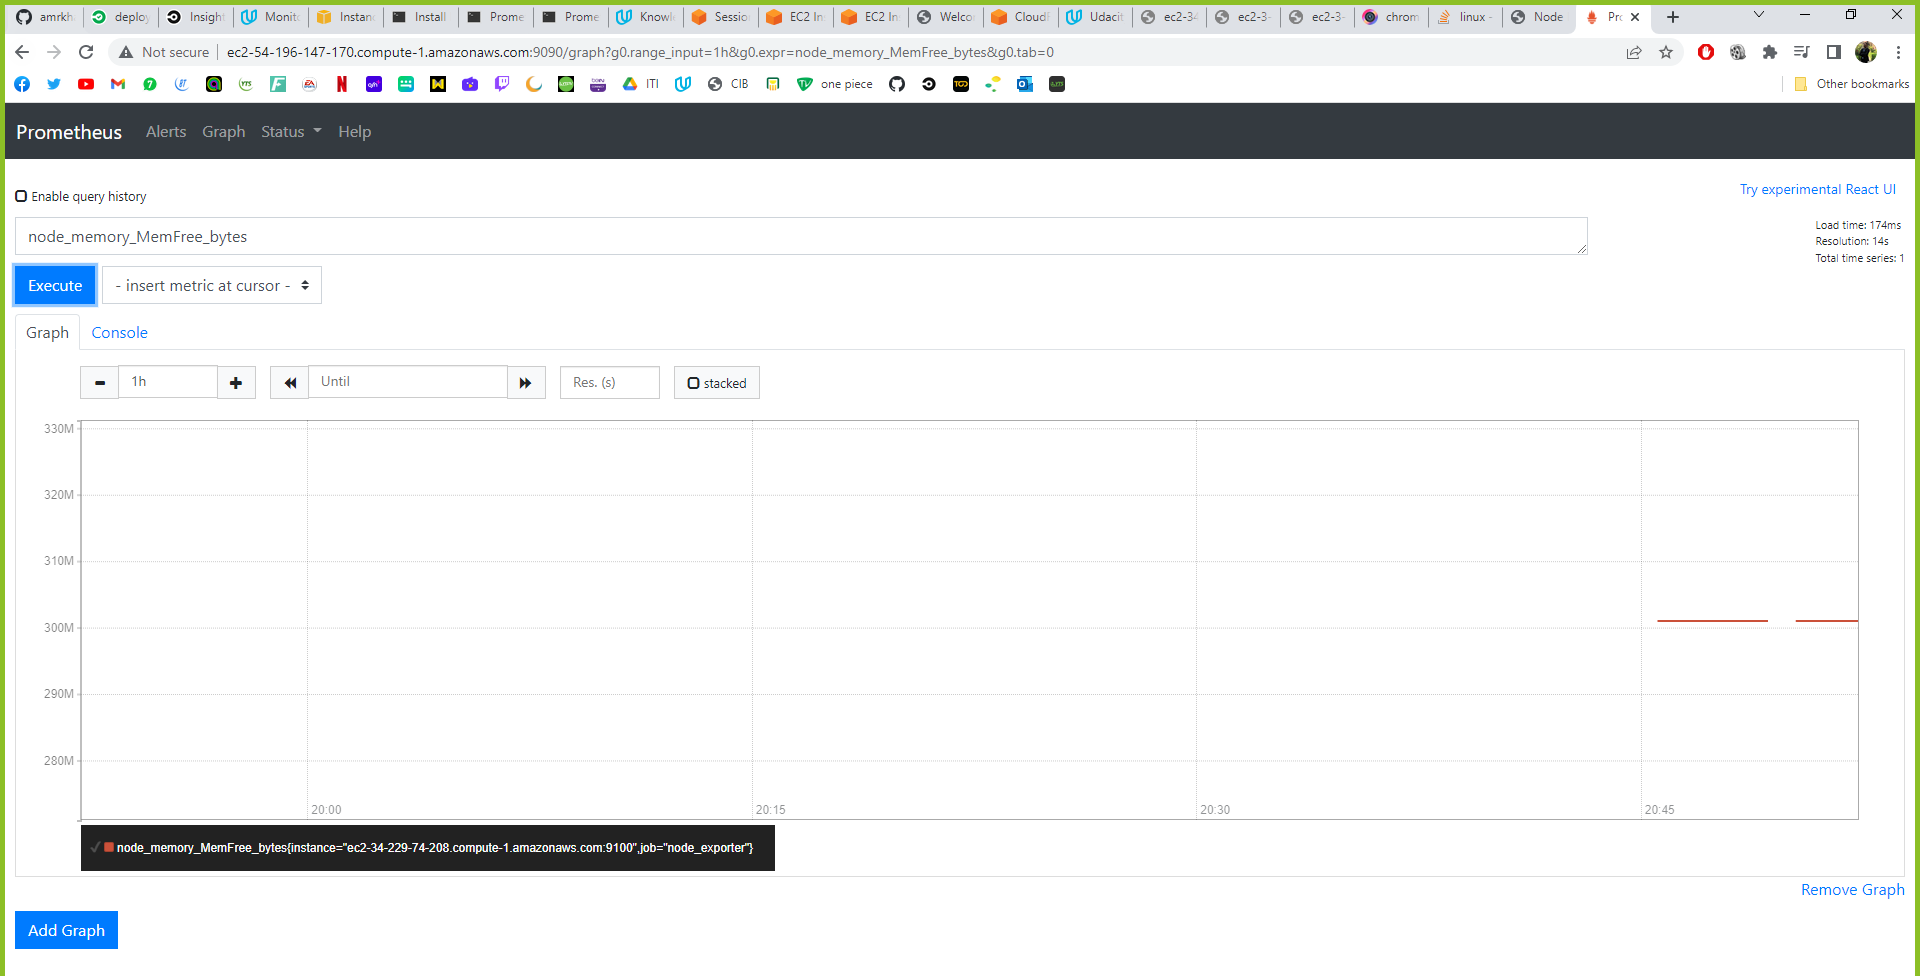 amrkh
deploy
Insight
Monit
Instanc
Install
Prome
Prome
Knowl
Sessio
EC2 In
EC2 In
Welco
CloudF
Udacit
ec2-34
ec2-3-
ec2-3-
chrom
linux -
Node
Pro
Not secure
ec2-54-196-147-170.compute-1.amazonaws.com:9090/graph?g0.range_input=1h&g0.expr=node_memory_MemFree_bytes&g0.tab=0
ITI
CIB
one piece
Other bookmarks
Prometheus Alerts Graph Status Help
Enable query history
Try experimental React UI
node_memory_MemFree_bytes
Load time: 174ms
Resolution: 14s
Total time series: 1
Execute - insert metric at cursor -
Graph Console
1h Until Res. (s) stacked
330M
320M
310M
300M
290M
280M
20:00 20:15 20:30 20:45
node_memory_MemFree_bytes{instance="ec2-34-229-74-208.compute-1.amazonaws.com:9100",job="node_exporter"}
Remove Graph
Add Graph